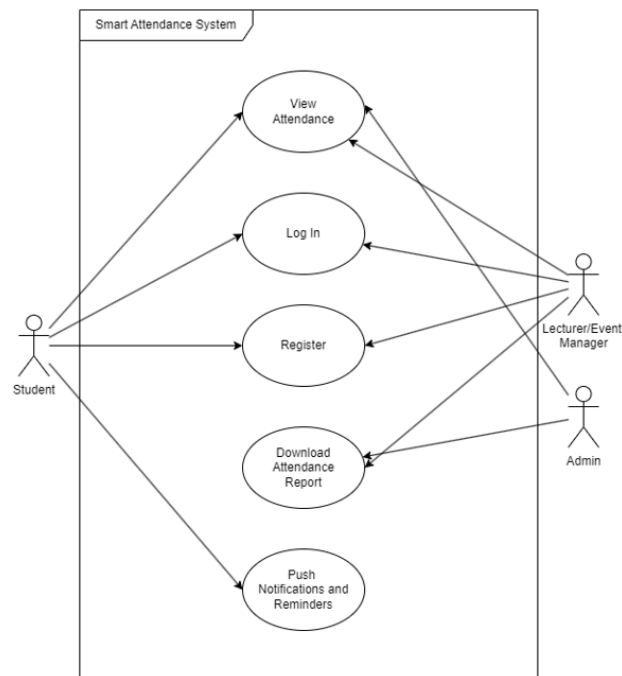 Smart Attendance System
View
Attendance
Log In
Register
Download
Attendance
Report
Push
Notifications and
Reminders
Student
Lecturer/Event
Manager
Admin